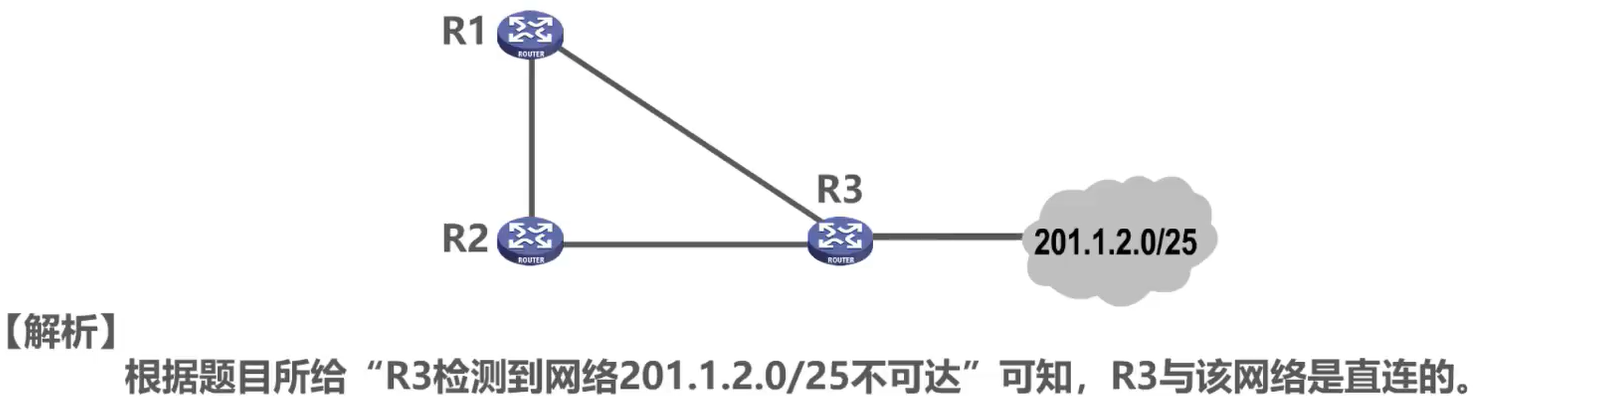 R1
ROUTER
R3
R2
ROUTER
ROUTER
201.1.2.0/25
【解析】
根据题目所给“R3检测到网络201.1.2.0/25不可达”可知，R3与该网络是直连的。